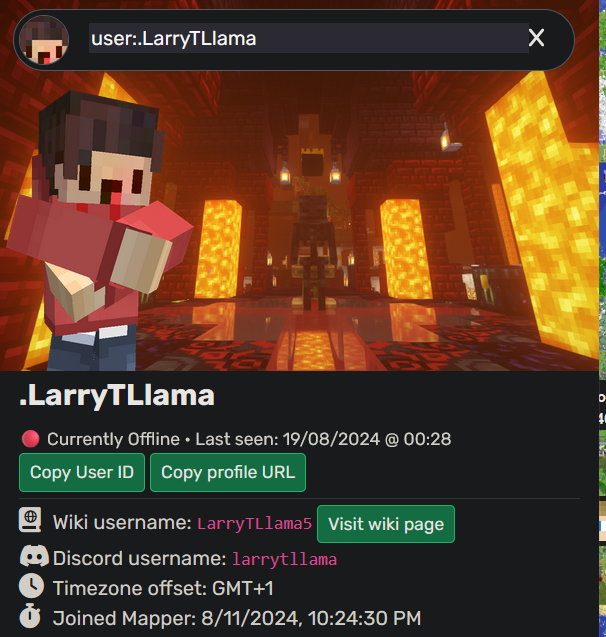 user:.LarryTLlama X
.LarryTLlama
Currently Offline • Last seen: 19/08/2024 @ 00:28
Copy User ID Copy profile URL
Wiki username: LarryTLlama5 Visit wiki page
Discord username: larrytllama
Timezone offset: GMT+1
Joined Mapper: 8/11/2024, 10:24:30 PM